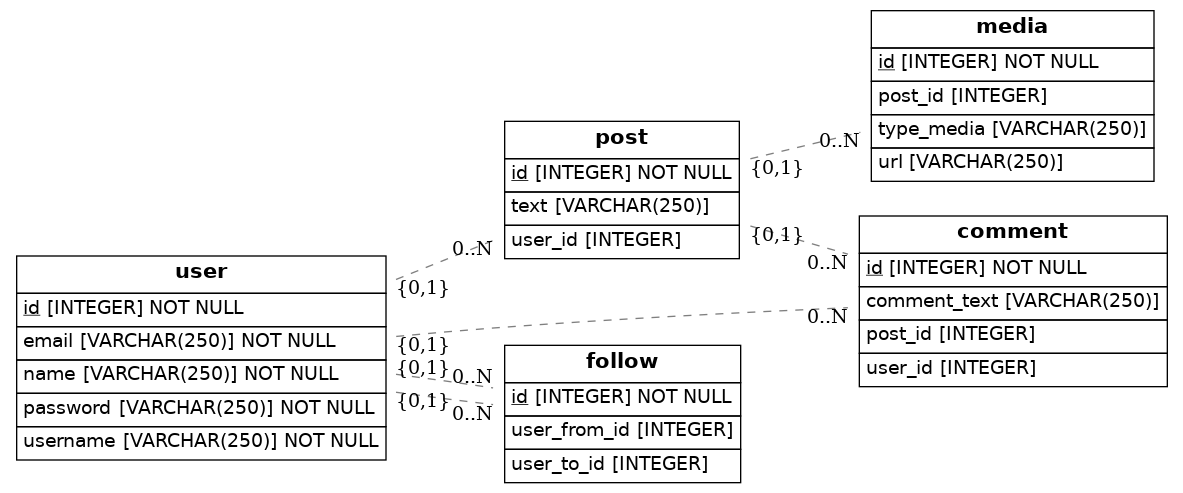 media
id [INTEGER] NOT NULL
post_id [INTEGER]
type_media [VARCHAR(250)]
url [VARCHAR(250)]
post
id [INTEGER] NOT NULL
text [VARCHAR(250)]
user_id [INTEGER]
0..N
{0,1}
comment
id [INTEGER] NOT NULL
comment_text [VARCHAR(250)]
post_id [INTEGER]
user_id [INTEGER]
{0,1}
0..N
user
id [INTEGER] NOT NULL
email [VARCHAR(250)] NOT NULL
name [VARCHAR(250)] NOT NULL
password [VARCHAR(250)] NOT NULL
username [VARCHAR(250)] NOT NULL
0..N
{0,1}
0..N
{0,1}
{0,1}
0..N
{0,1}
0..N
follow
id [INTEGER] NOT NULL
user_from_id [INTEGER]
user_to_id [INTEGER]